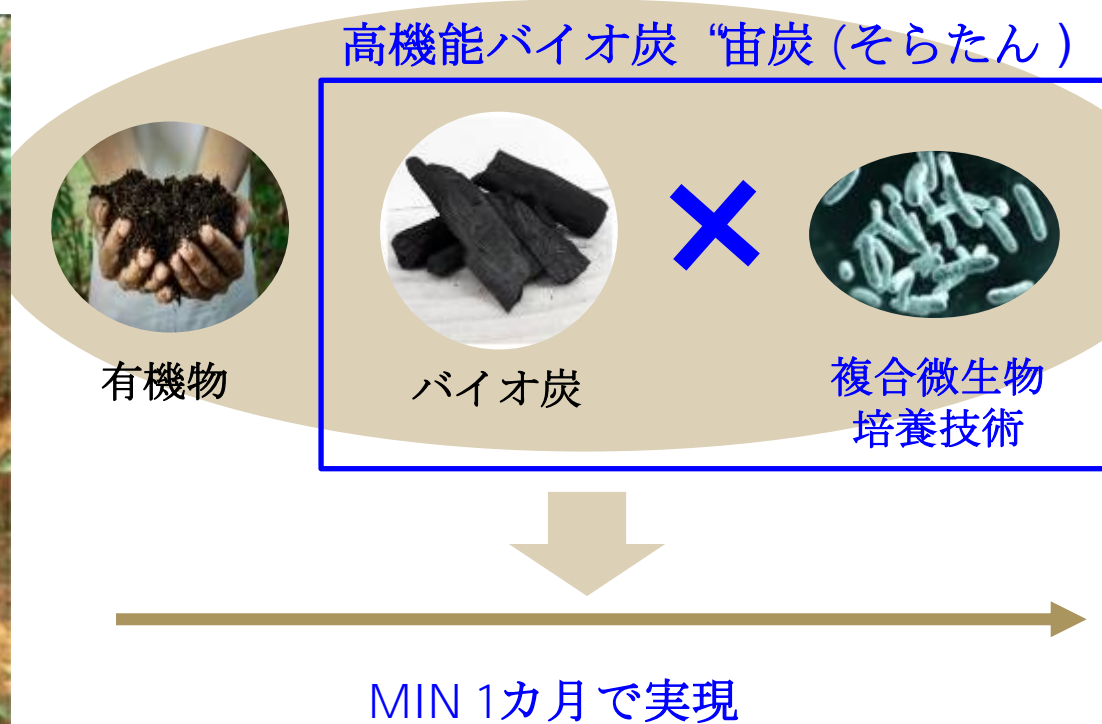 高機能バイオ炭 “宙炭 (そらたん )
有機物
バイオ炭
複合微生物
培養技術
MIN 1カ月で実現